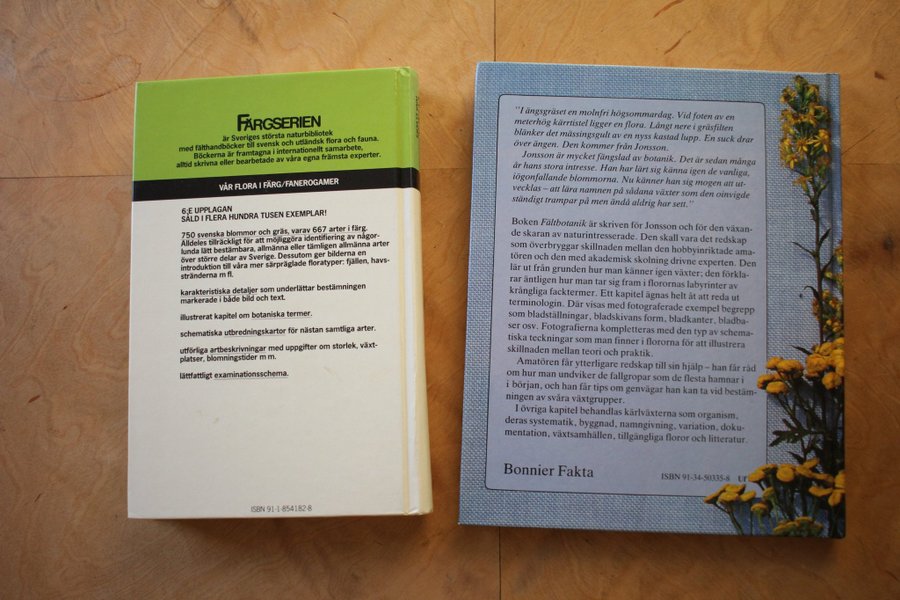 FÄRGSERIEN
är Sveriges största naturbibliotek
med fälthandböcker till svensk och utländsk flora och fauna.
Böckerna är framtagna i internationellt samarbete,
alltid skrivna eller bearbetade av våra egna främsta experter.
VÅR FLORA I FÄRG/FANEROGAMER
6:E UPPLAGAN
SÅLD I FLERA HUNDRA TUSEN EXEMPLAR!
750 svenska blommor och gräs, varav 667 arter i färg.
Alldeles tillräckligt för att möjliggöra identifiering av någor-
lunda lätt bestämbara, allmänna eller tämligen allmänna arter
över större delar av Sverige. Dessutom ger bilderna en
introduktion till våra mer särpräglade floratyper: fjällen, havs-
stränderna m fl.
karakteristiska detaljer som underlättar bestämningen
markerade i både bild och text.
illustrerat kapitel om botaniska termer.
schematiska utbredningskartor för nästan samtliga arter.
utförliga artbeskrivningar med uppgifter om storlek, växt-
platser, blomningstider m m.
lättfattligt examinationsschema.
ISBN 91-1-854182-8
"I ängsgräset en molnfri högsommardag. Vid foten av en
meterhög kärrtistel ligger en flora. Långt nere i gräsfilten
blänker det mässingsgult av en nyss kastad lupp. En suck drar
över ängen. Den kommer från Jonsson.
Jonsson är mycket fängslad av botanik. Det är sedan många
år hans stora intresse. Han har lärt sig känna igen de vanliga,
iögonfallande blommorna. Nu känner han sig mogen att ut-
vecklas – att lära namnen på sådana växter som den oinvigde
ständigt trampar på men ändå aldrig har sett."
Boken Fältbotanik är skriven för Jonsson och för den växan-
de skaran av naturintresserade. Den skall vara det redskap
som överbryggar skillnaden mellan den hobbyinriktade ama-
tören och den med akademisk skolning drivne experten. Den
lär ut från grunden hur man känner igen växter; den förkla-
rar äntligen hur man tar sig fram i florornas labyrinter av
krångliga facktermer. Ett kapitel ägnas helt åt att reda ut
terminologin. Där visas med fotograferade exempel begrepp
som bladställningar, bladskivans form, bladkanter, bladba-
ser osv. Fotografierna kompletteras med den typ av schema-
tiska teckningar som man finner i flororna för att illustrera
skillnaden mellan teori och praktik.
Amatören får ytterligare redskap till sin hjälp – han får råd
om hur man undviker de fallgropar som de flesta hamnar i
i början, och han får tips om genvägar han kan ta vid bestäm-
ningen av svåra växtgrupper.
I övriga kapitel behandlas kärlväxterna som organism,
deras systematik, byggnad, namngivning, variation, doku-
mentation, växtsamhällen, tillgängliga floror och litteratur.
Bonnier Fakta
ISBN 91-34-50335-8